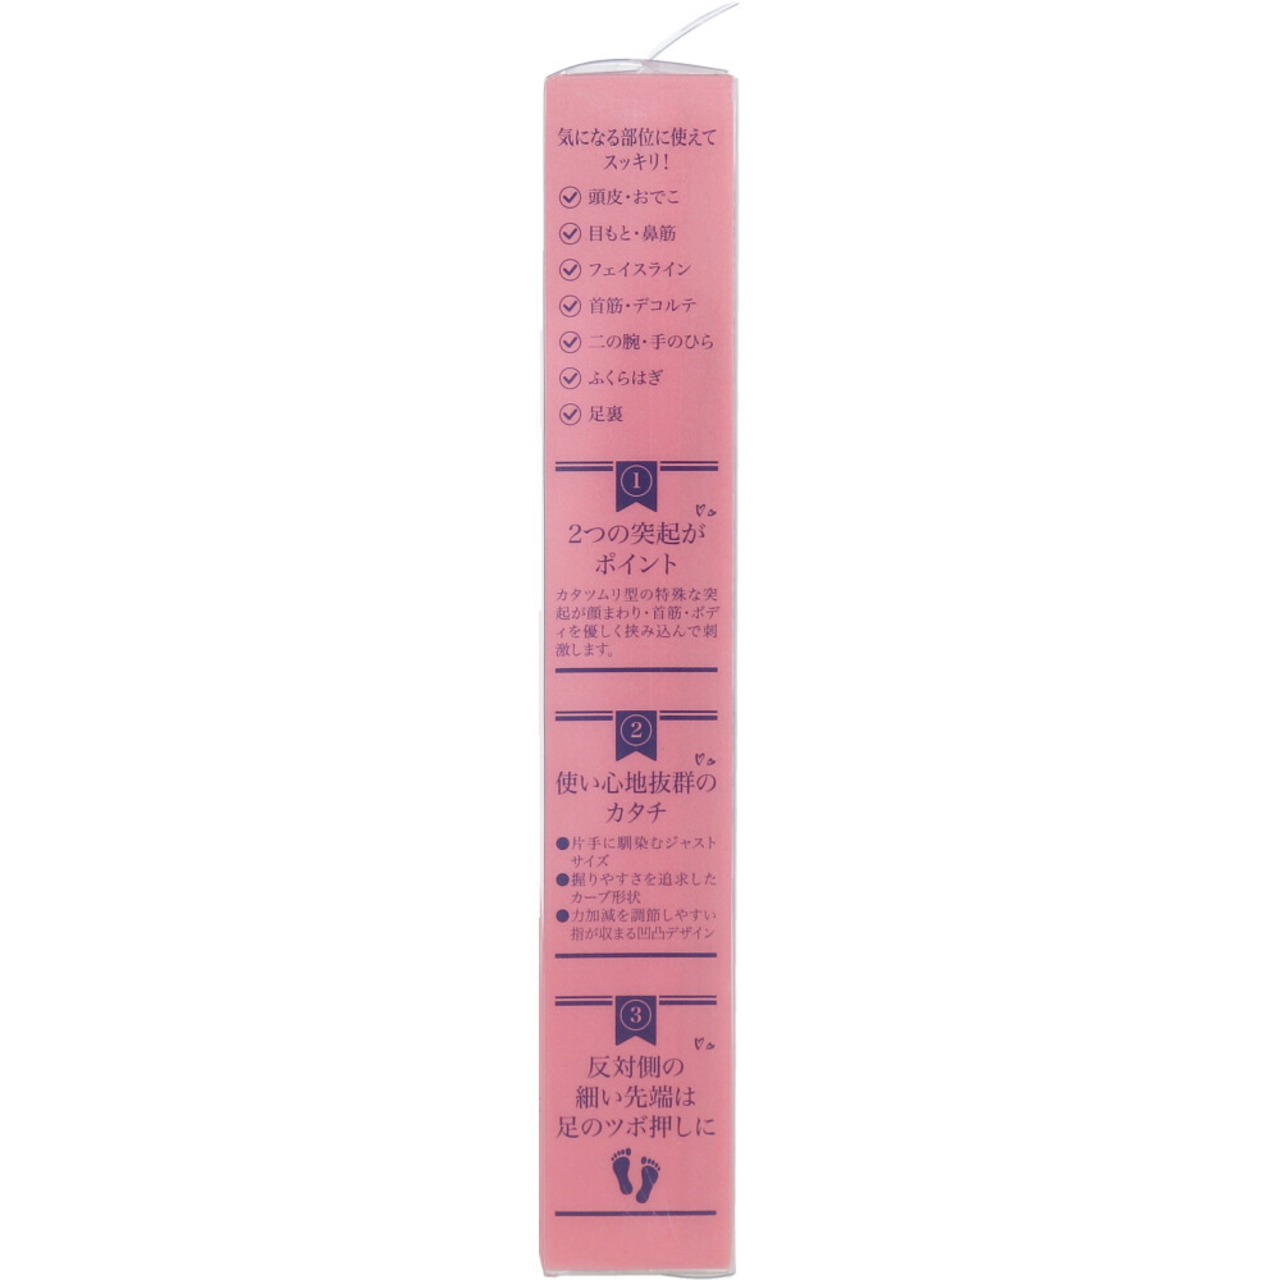 気になる部位に使えて
スッキリ!
頭皮・おでこ
目もと・鼻筋
フェイスライン
首筋・デコルテ
二の腕・手のひら
ふくらはぎ
足裏
1
2つの突起が
ポイント
カタツムリ型の特殊な突
起が顔まわり・首筋・ボデ
ィを優しく挟み込んで刺
激します。
2
使い心地抜群の
カタチ
●片手に馴染むジャスト
サイズ
●握りやすさを追求した
カーブ形状
●力加減を調節しやすい
指が収まる凹凸デザイン
3
反対側の
細い先端は
足のツボ押しに